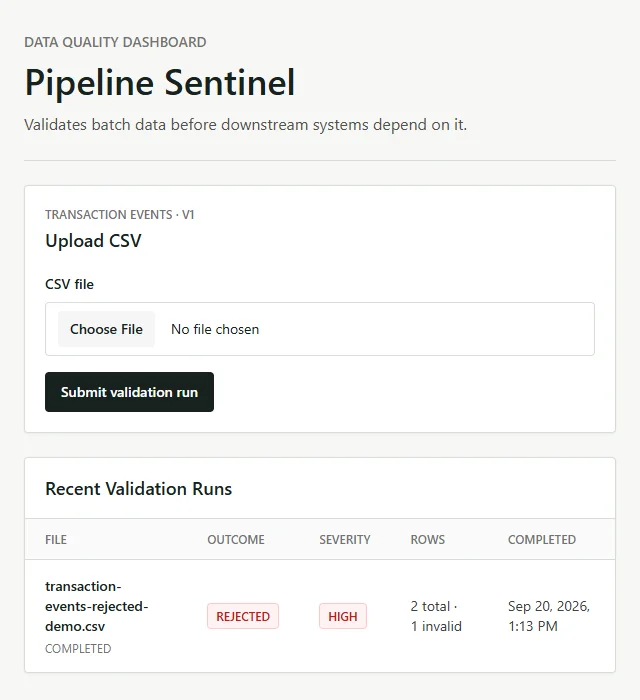 DATA QUALITY DASHBOARD
Pipeline Sentinel
Validates batch data before downstream systems depend on it.
TRANSACTION EVENTS · V1
Upload CSV
CSV file
Choose File No file chosen
Submit validation run
Recent Validation Runs
FILE OUTCOME SEVERITY ROWS COMPLETED
transaction-
events-rejected-
demo.csv
COMPLETED
REJECTED
HIGH
2 total ·
1 invalid
Sep 20, 2026,
1:13 PM